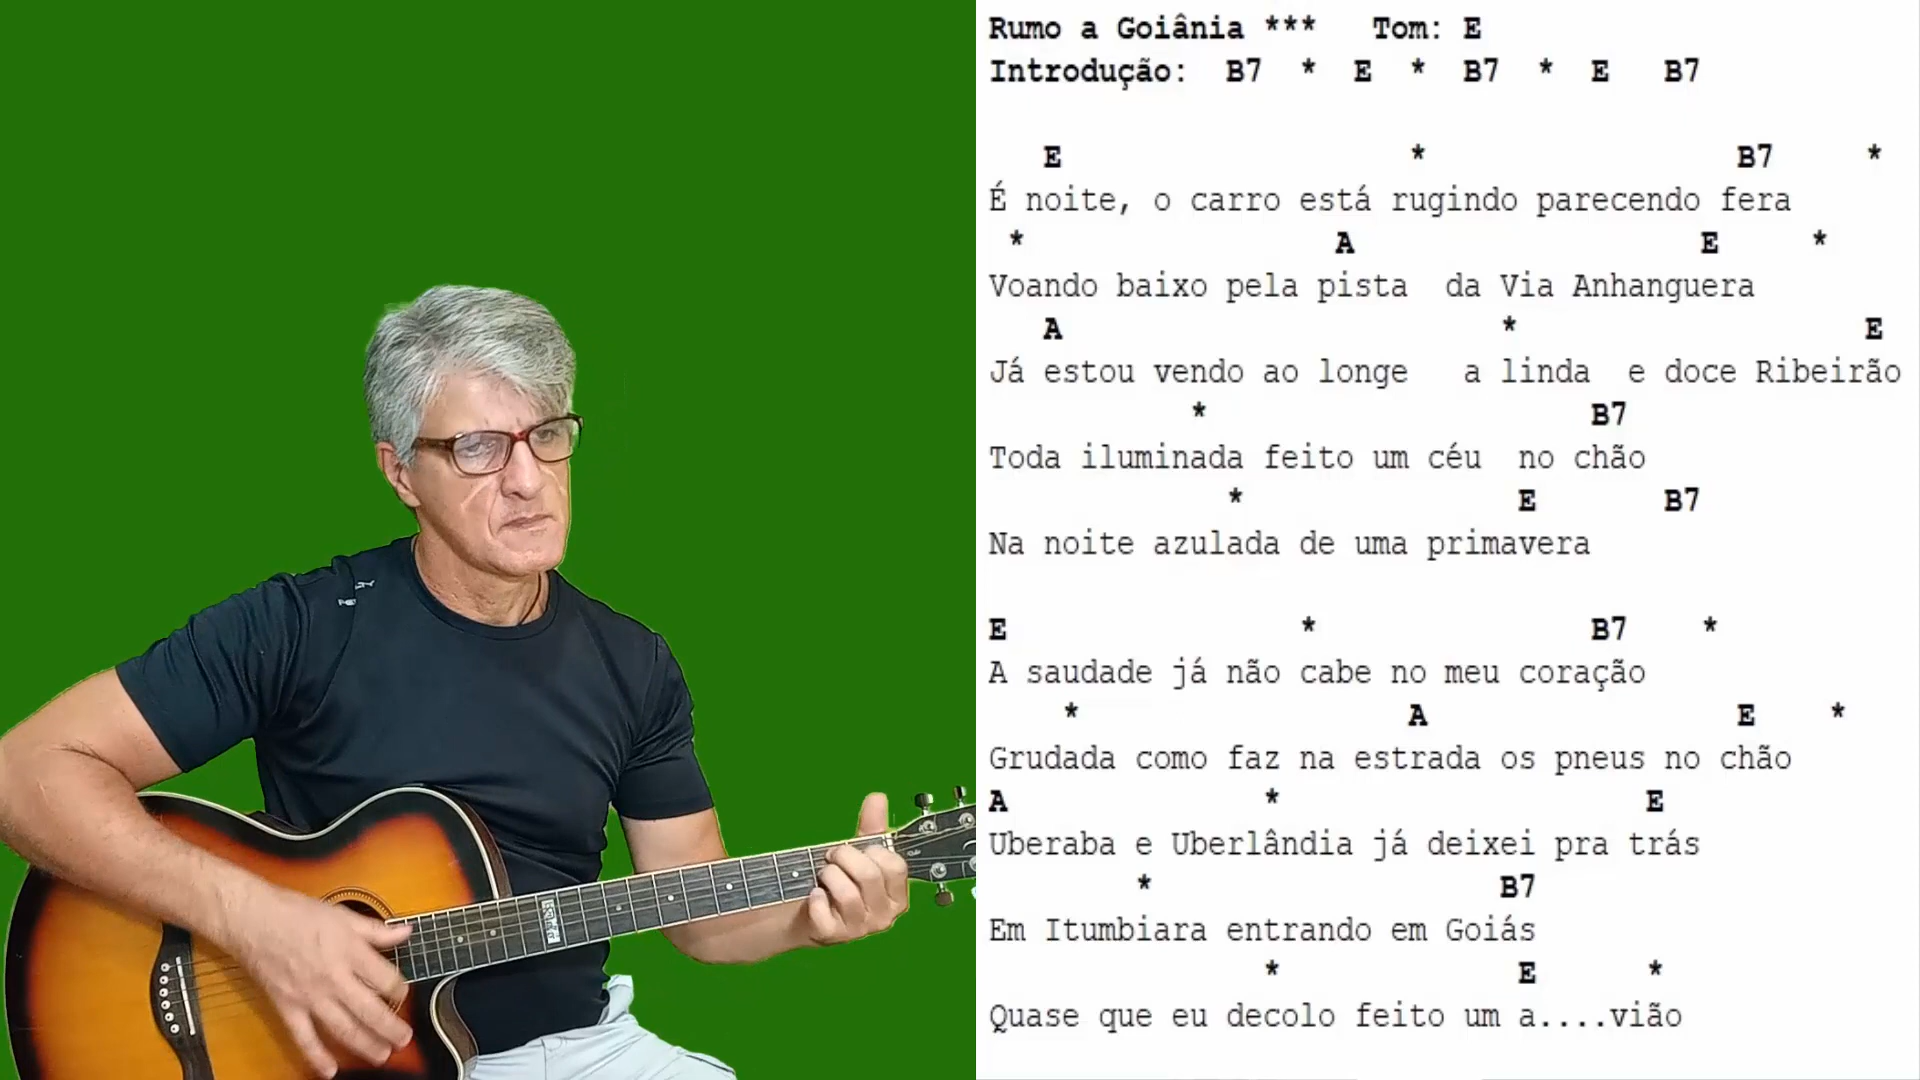 Rumo a Goiânia *** Tom: E
Introdução: B7 * E * B7 * E B7
E * B7 *
É noite, o carro está rugindo parecendo fera
* A E *
Voando baixo pela pista da Via Anhanguera
A * E
Já estou vendo ao longe a linda e doce Ribeirão
* B7
Toda iluminada feito um céu no chão
* E B7
Na noite azulada de uma primavera
E * B7 *
A saudade já não cabe no meu coração
* A E *
Grudada como faz na estrada os pneus no chão
A * E
Uberaba e Uberlândia já deixei pra trás
* B7
Em Itumbiara entrando em Goiás
* E *
Quase que eu decolo feito um a....vião